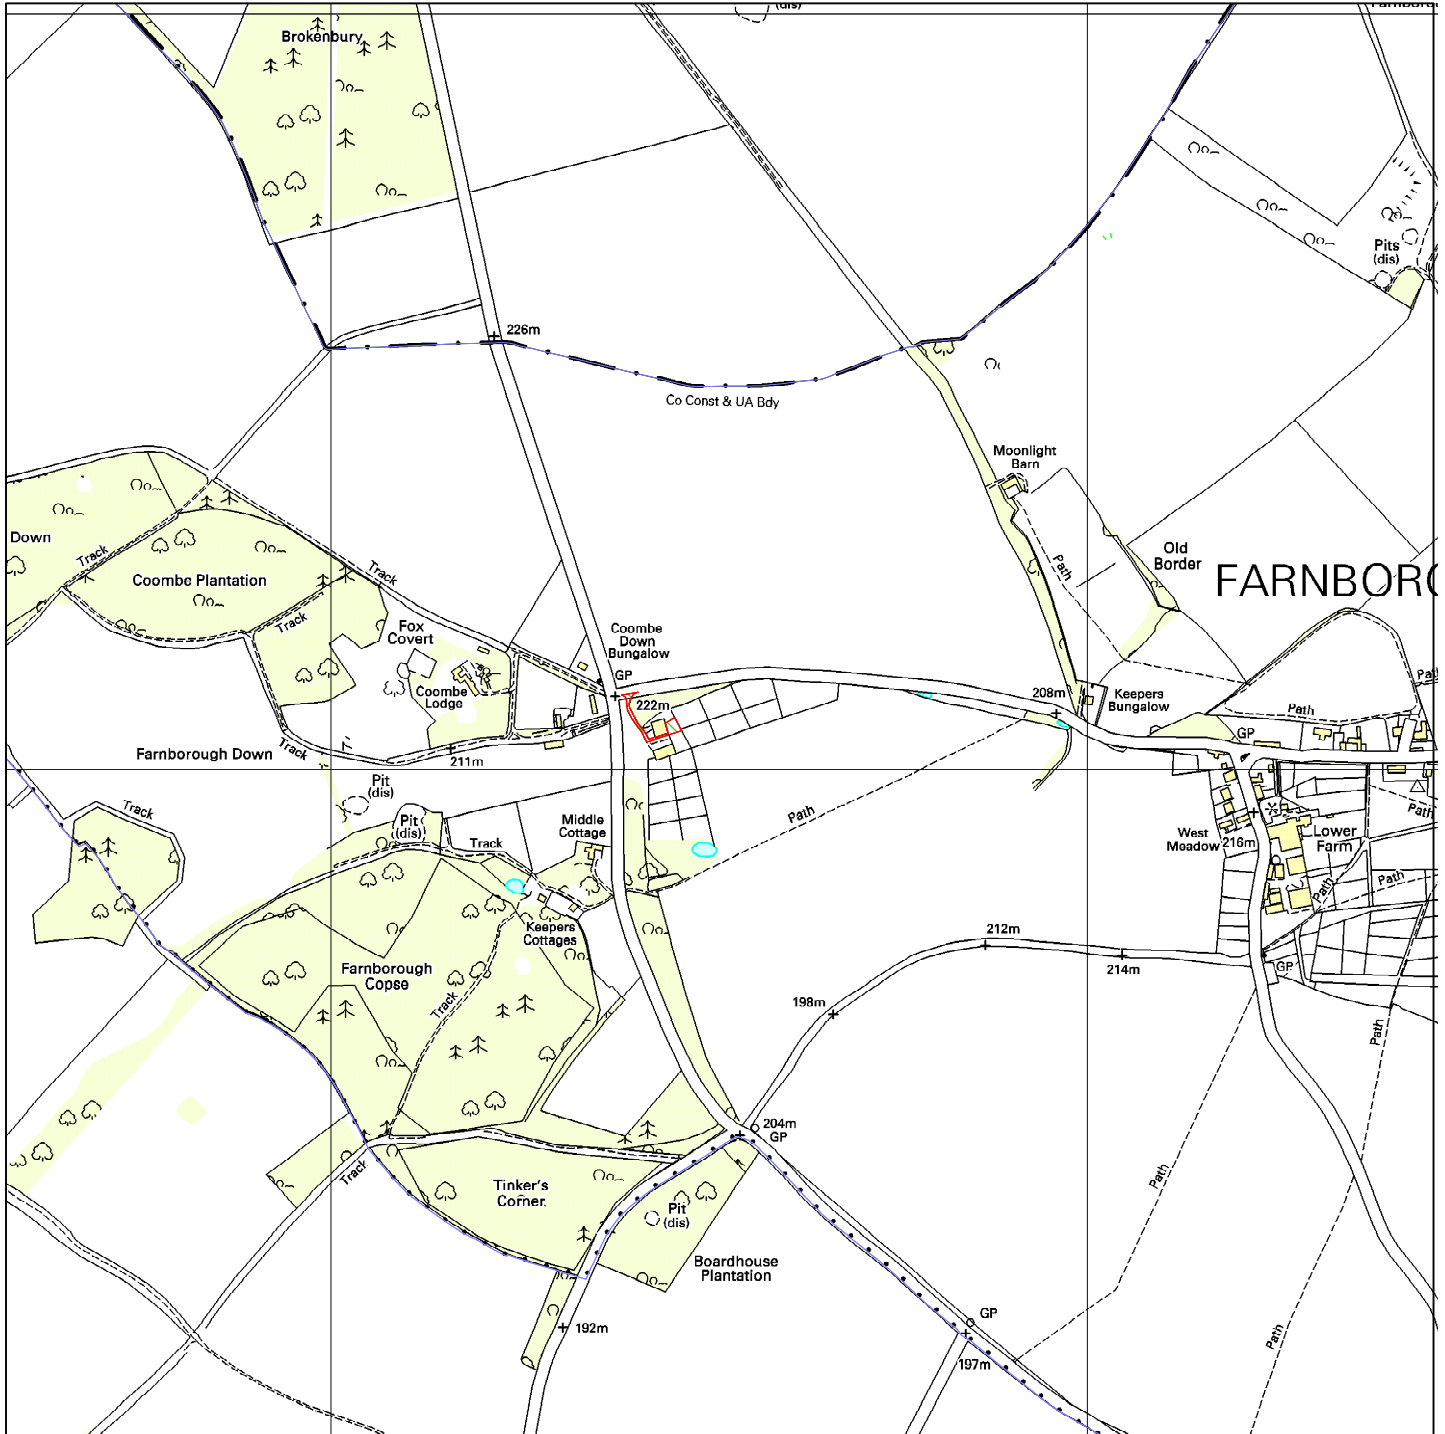 (dis)
Brokenbury
Pits
(dis)
226m
Co Const & UA Bdy
Moonlight
Barn
Old
Border
Down
Track
Coombe Plantation
Track
Track
Path
FARNBORO
Fox
Covert
Coombe
Down
Bungalow
GP
222m
Coombe
Lodge
208m
Keepers
Bungalow
Path
Path
GP
Track
Farnborough Down
211m
Pit
(dis)
Track
Pit
(dis)
Track
Middle
Cottage
Path
West
Meadow
216m
Lower
Farm
Path
Path
Path
Keepers
Cottages
212m
214m
GP
Farnborough
Copse
Track
198m
Path
204m
GP
Track
Tinker's
Corner
Pit
(dis)
Path
Boardhouse
Plantation
192m
GP
197m
Path